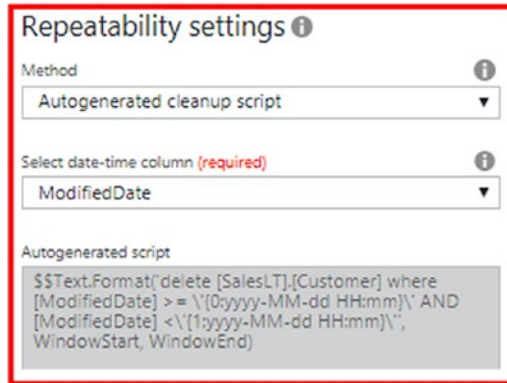 Repeatability settings
Method
Autogenerated cleanup script
Select date-time column (required)
ModifiedDate
Autogenerated script
$$Text.Format('delete [SalesLT].[Customer] where
[ModifiedDate] >= \'{0:yyyy-MM-dd HH:mm}\' AND
[ModifiedDate] <\'{1:yyyy-MM-dd HH:mm}\'',
WindowStart, WindowEnd)